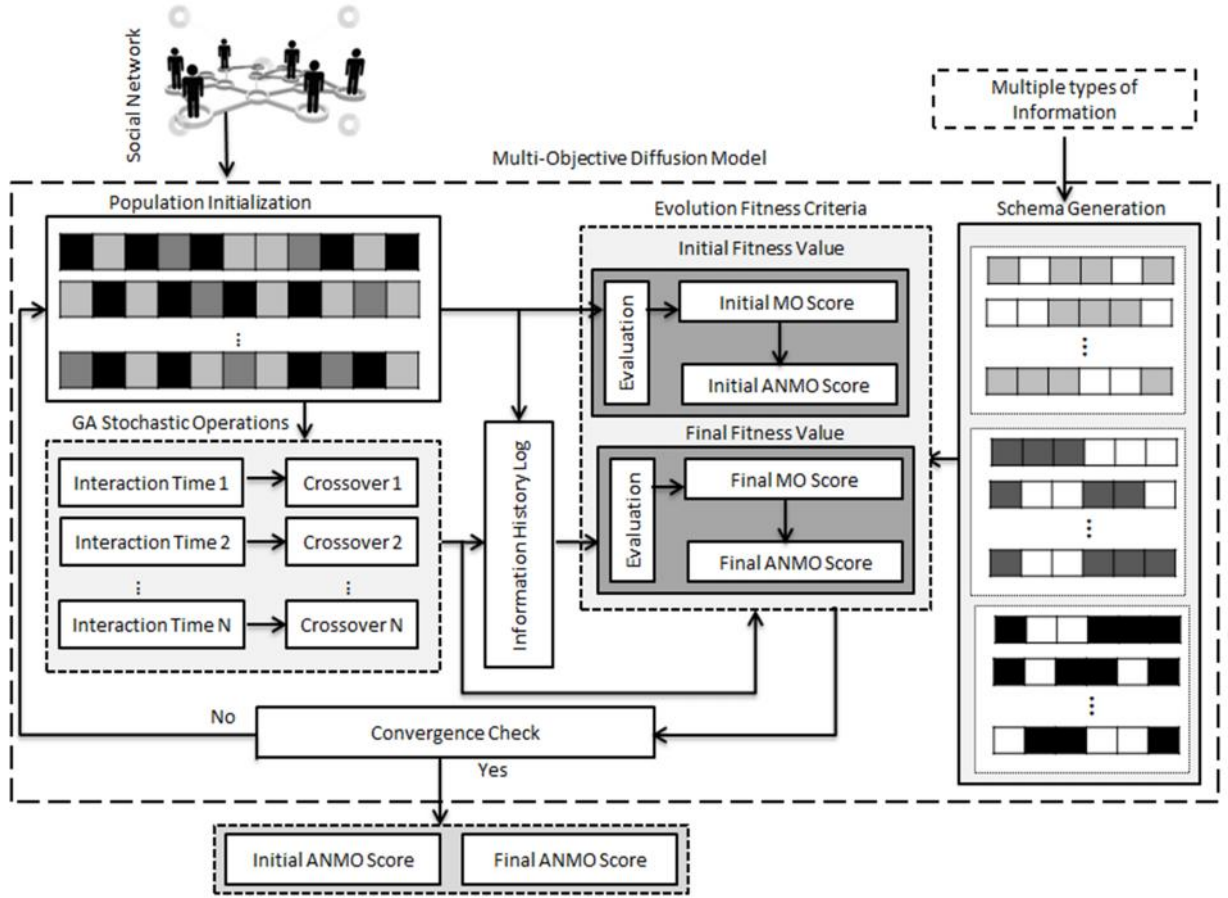 Social Network
Multiple types of
Information
Multi-Objective Diffusion Model
Population Initialization
Evolution Fitness Criteria
Schema Generation
Initial Fitness Value
Evaluation
Initial MO Score
Initial ANMO Score
GA Stochastic Operations
Interaction Time 1
Crossover 1
Interaction Time 2
Crossover 2
Interaction Time N
Crossover N
Information History Log
Final Fitness Value
Evaluation
Final MO Score
Final ANMO Score
No
Convergence Check
Yes
Initial ANMO Score
Final ANMO Score